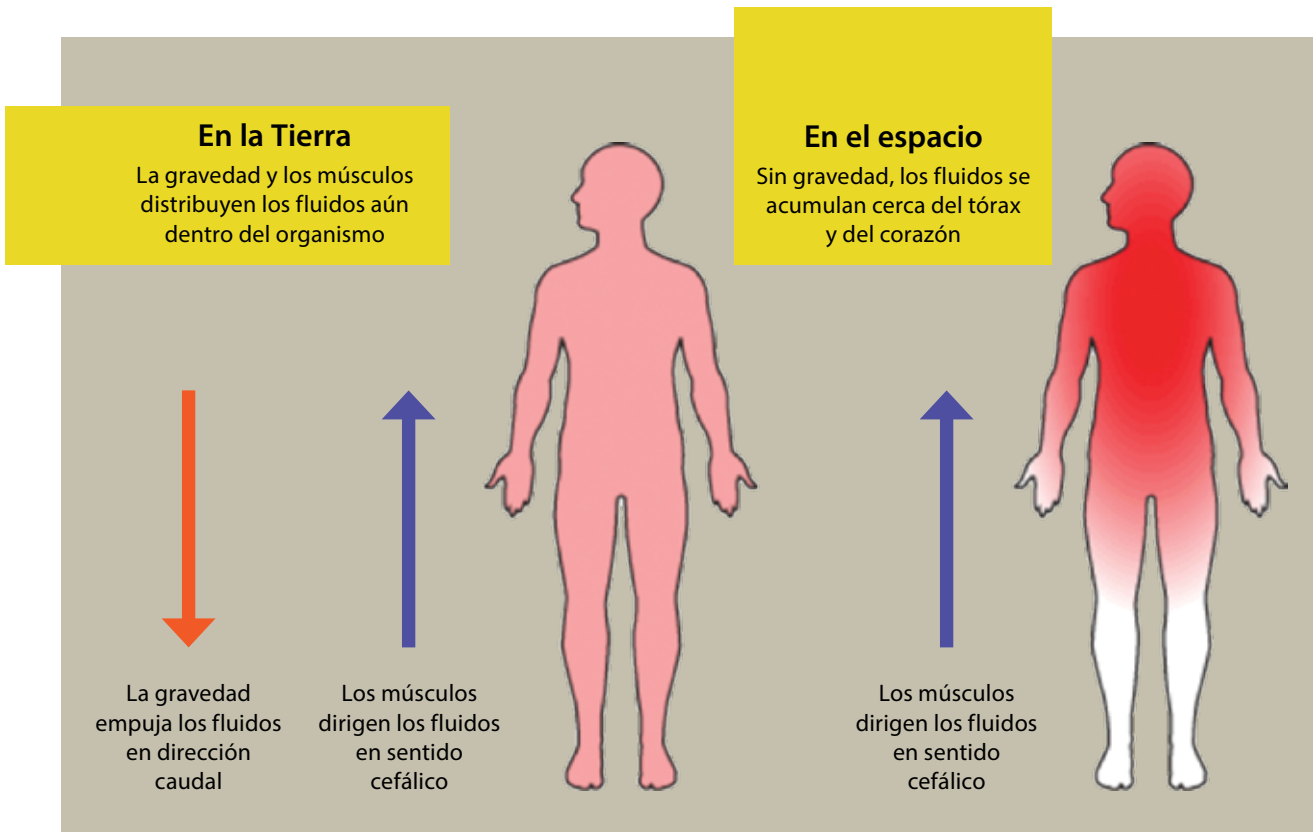 En la Tierra
La gravedad y los músculos
distribuyen los fluidos aún
dentro del organismo
En el espacio
Sin gravedad, los fluidos se
acumulan cerca del tórax
y del corazón
La gravedad
empuja los fluidos
en dirección
caudal
Los músculos
dirigen los fluidos
en sentido
cefálico
Los músculos
dirigen los fluidos
en sentido
cefálico